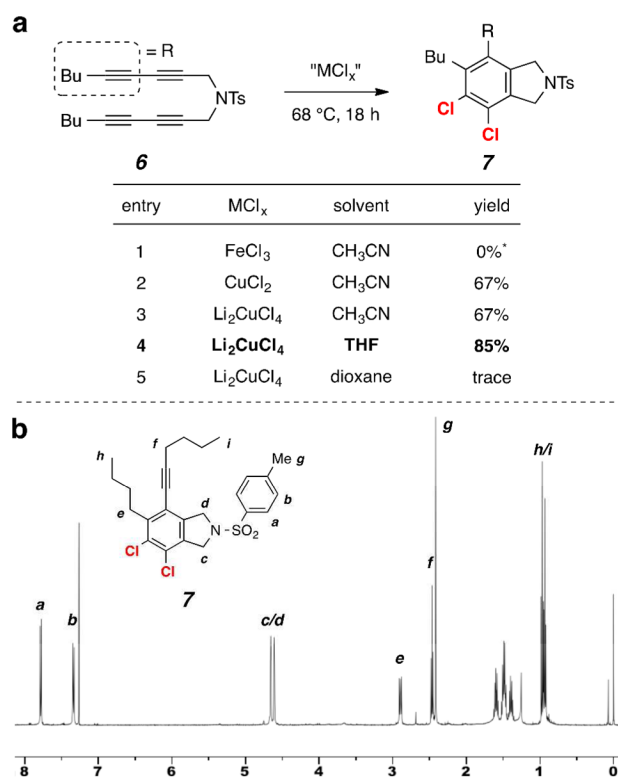 a
= R
Bu
NTs
Bu
6
"MClx"
68 °C, 18 h
R
Bu
NTs
Cl
Cl
7
entry MClx solvent yield
1 FeCl3 CH3CN 0%*
2 CuCl2 CH3CN 67%
3 Li2CuCl4 CH3CN 67%
4 Li2CuCl4 THF 85%
5 Li2CuCl4 dioxane trace
b
h
f
i
Me g
b
a
d
e
N
SO2
c
Cl
Cl
7
a
b
c/d
e
f
g
h/i
8 7 6 5 4 3 2 1 0